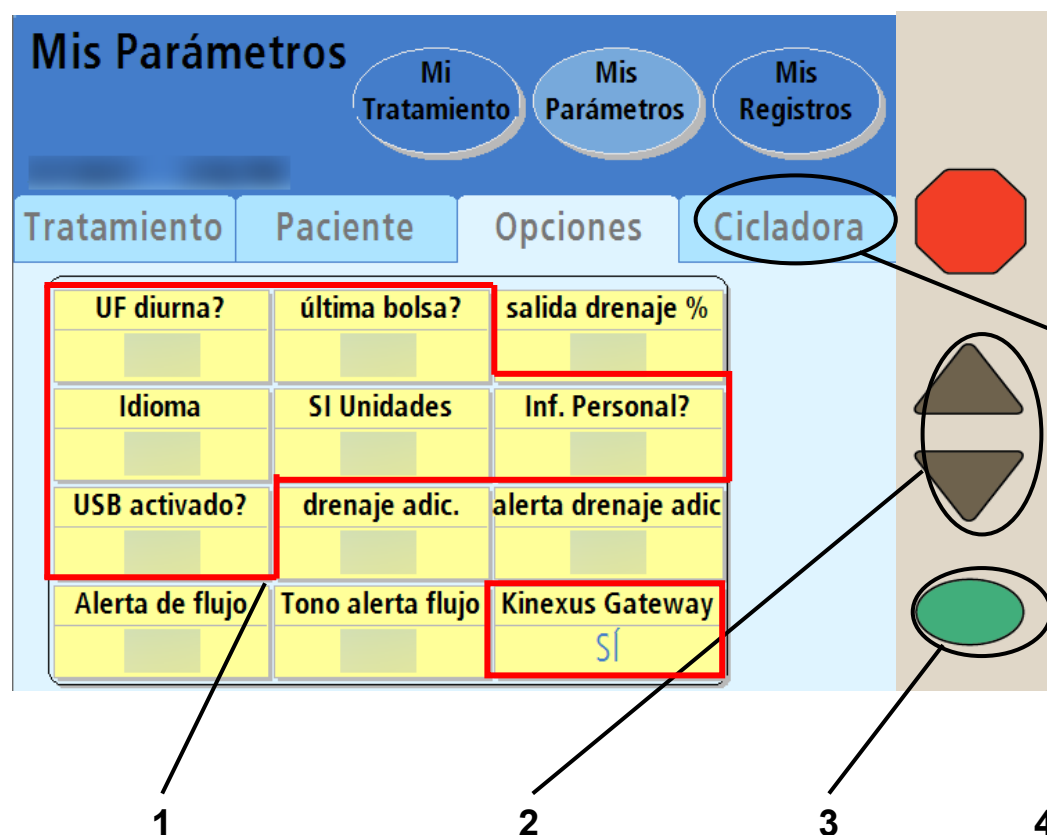 Mis Parámetros
Mi
Tratamiento
Mis
Parámetros
Mis
Registros
Tratamiento
Paciente
Opciones
Cicladora
UF diurna?
última bolsa?
salida drenaje %
Idioma
SI Unidades
Inf. Personal?
USB activado?
drenaje adic.
alerta drenaje adic
Alerta de flujo
Tono alerta flujo
Kinexus Gateway
SÍ
1
2
3
4